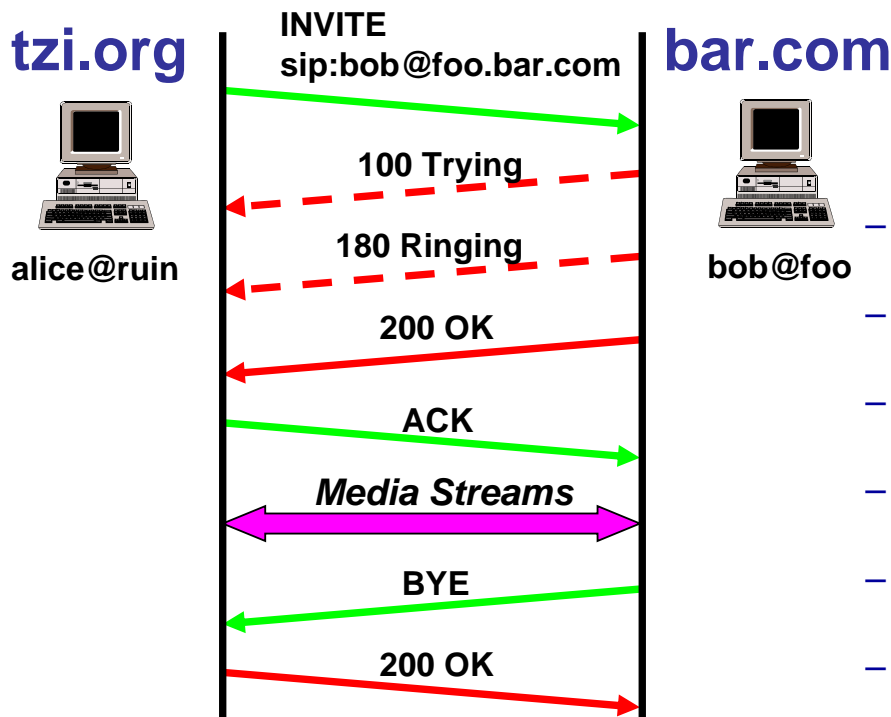 INVITE
sip:bob@foo.bar.com
tzi.org
bar.com
100 Trying
180 Ringing
alice@ruin
bob@foo
200 OK
ACK
Media Streams
BYE
200 OK
–
–
–
–
–
–